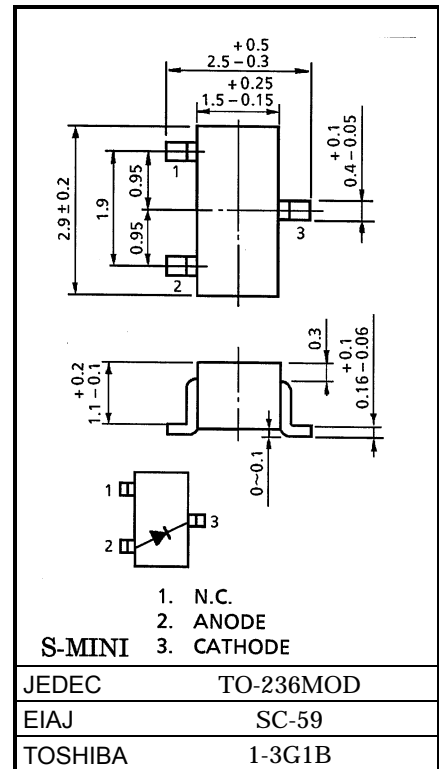 + 0.5
2.5 – 0.3
+ 0.25
1.5 – 0.15
+ 0.1
0.4 – 0.05
2.9 ± 0.2
1.9
0.95
0.95
1
2
3
+ 0.2
1.1 – 0.1
0.3
+ 0.1
0.16 – 0.06
0~0.1
1
2
3
1. N.C.
2. ANODE
S-MINI 3. CATHODE
JEDEC TO-236MOD
EIAJ SC-59
TOSHIBA 1-3G1B